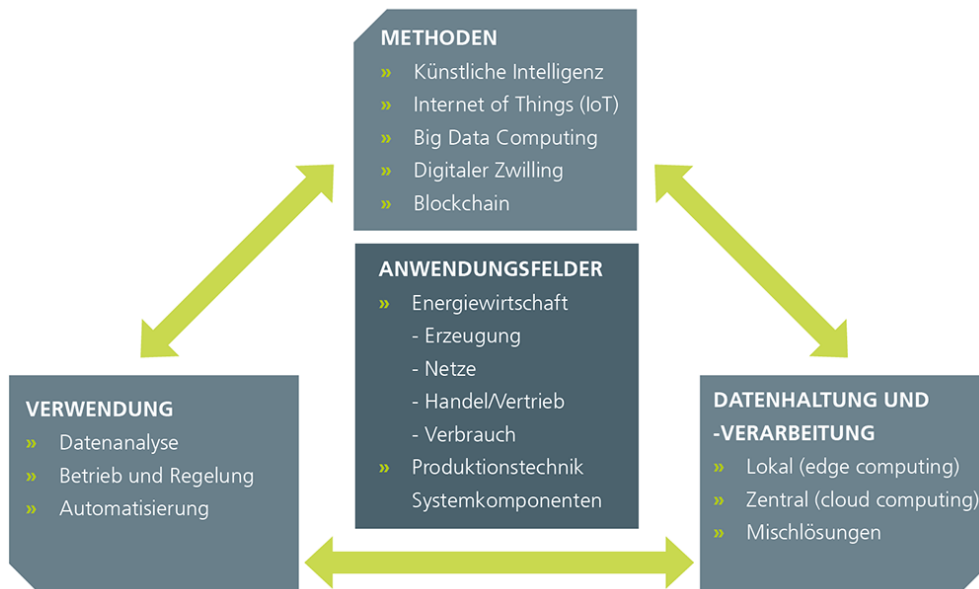 METHODEN
» Künstliche Intelligenz
» Internet of Things (IoT)
» Big Data Computing
» Digitaler Zwilling
» Blockchain
ANWENDUNGSFELDER
» Energiewirtschaft
- Erzeugung
- Netze
- Handel/Vertrieb
- Verbrauch
» Produktionstechnik
Systemkomponenten
VERWENDUNG
» Datenanalyse
» Betrieb und Regelung
» Automatisierung
DATENHALTUNG UND
-VERARBEITUNG
» Lokal (edge computing)
» Zentral (cloud computing)
» Mischlösungen